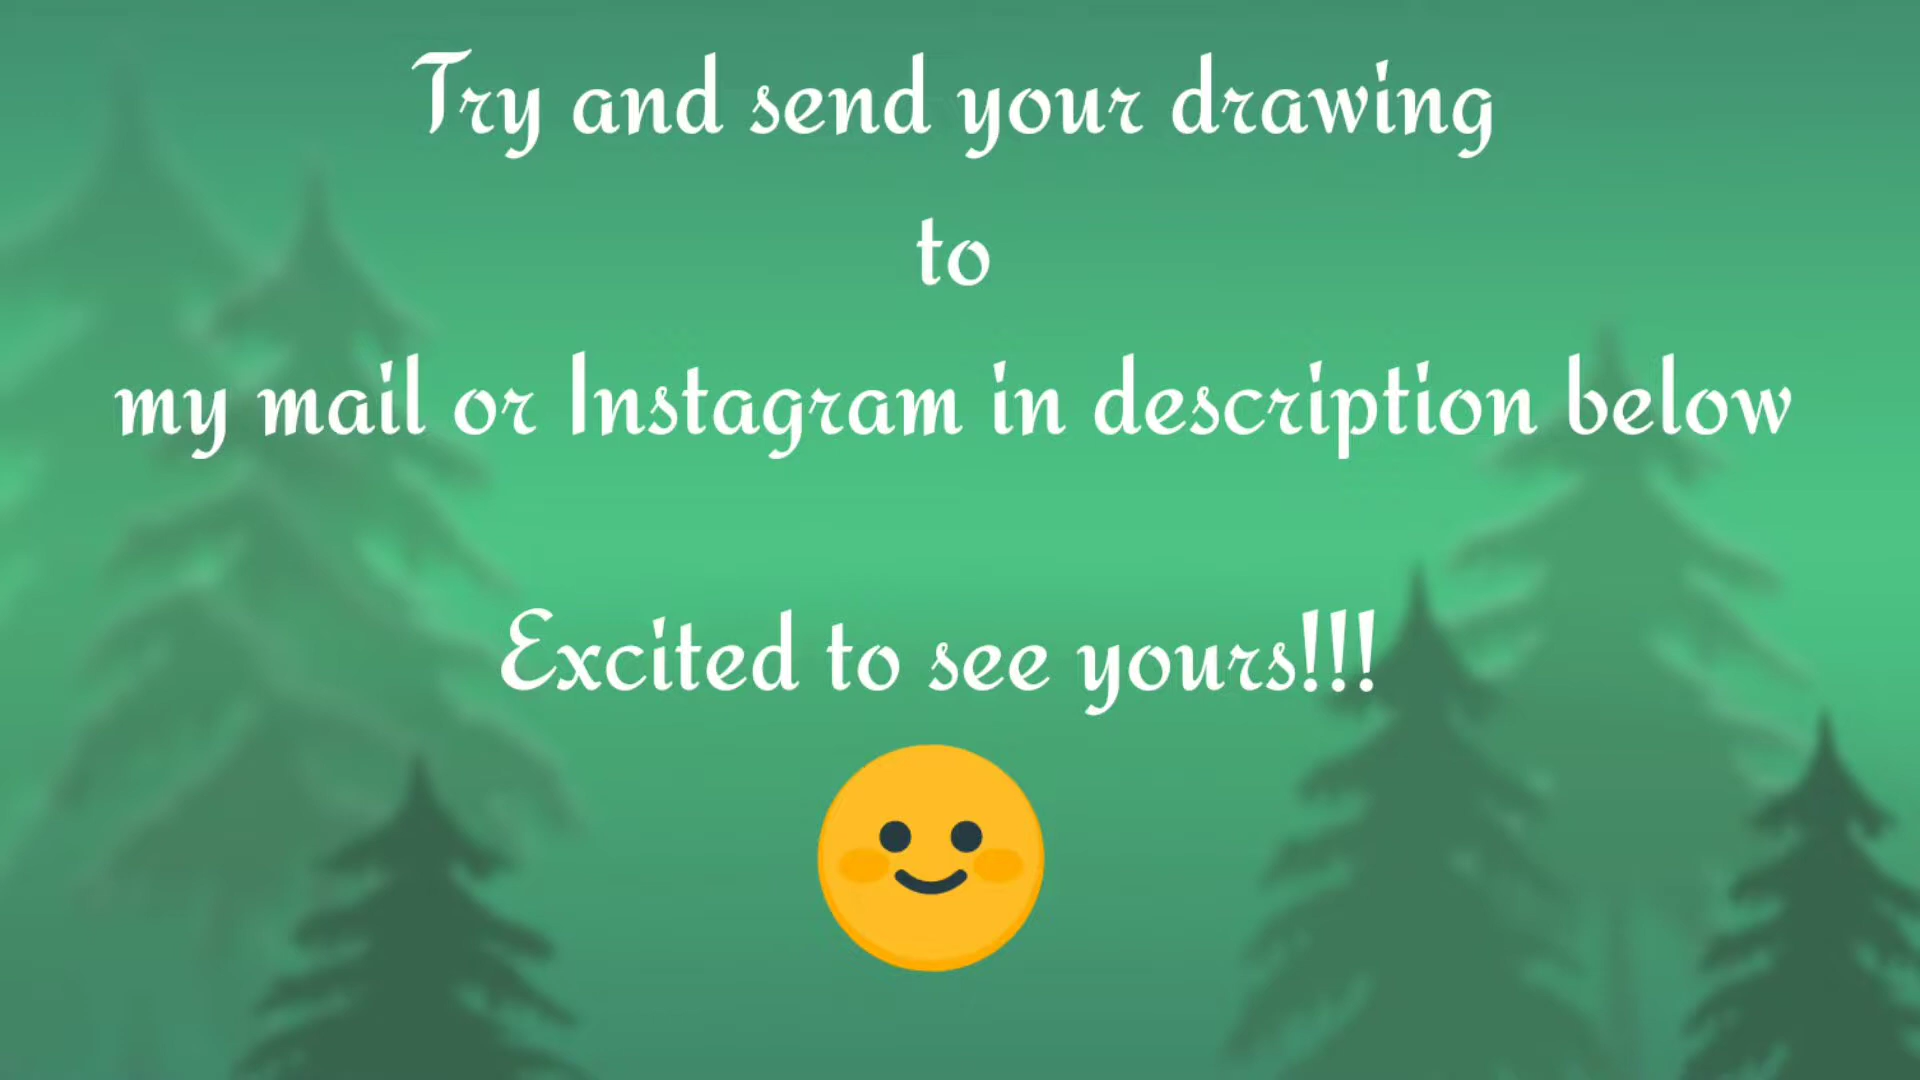 Try and send your drawing
to
my mail or Instagram in description below
Excited to see yours!!!